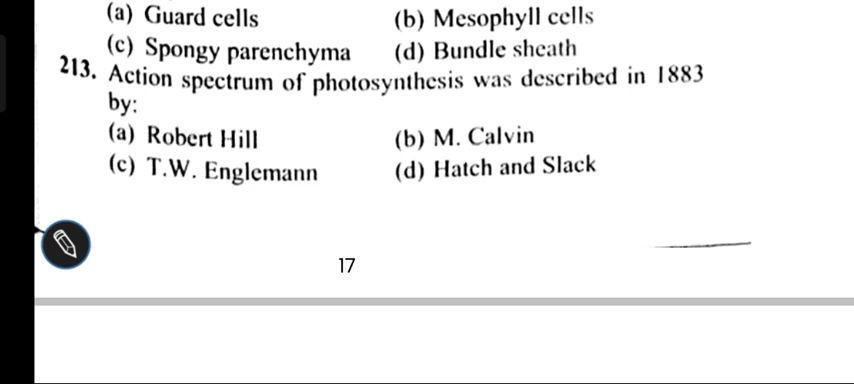 (a) Guard cells (b) Mesophyll cells
(c) Spongy parenchyma (d) Bundle sheath
213. Action spectrum of photosynthesis was described in 1883
by:
(a) Robert Hill (b) M. Calvin
(c) T.W. Englemann (d) Hatch and Slack
17